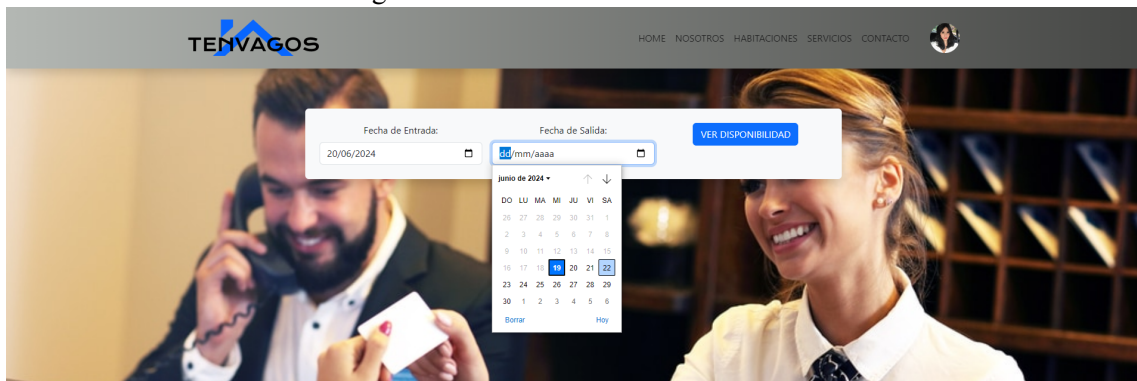 TENVAGOS
HOME NOSOTROS HABITACIONES SERVICIOS CONTACTO
Fecha de Entrada: Fecha de Salida: VER DISPONIBILIDAD
20/06/2024 dd/mm/aaaa
junio de 2024
DO LU MA MI JU VI SA
26 27 28 29 30 31 1
2 3 4 5 6 7 8
9 10 11 12 13 14 15
16 17 18 19 20 21 22
23 24 25 26 27 28 29
30 1 2 3 4 5 6
Borrar Hoy